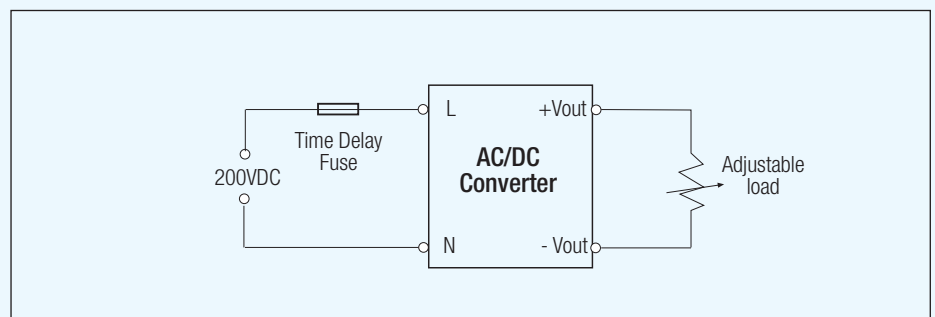 L
+Vout
Time Delay
Fuse
200VDC
AC/DC
Converter
Adjustable
load
N
- Vout